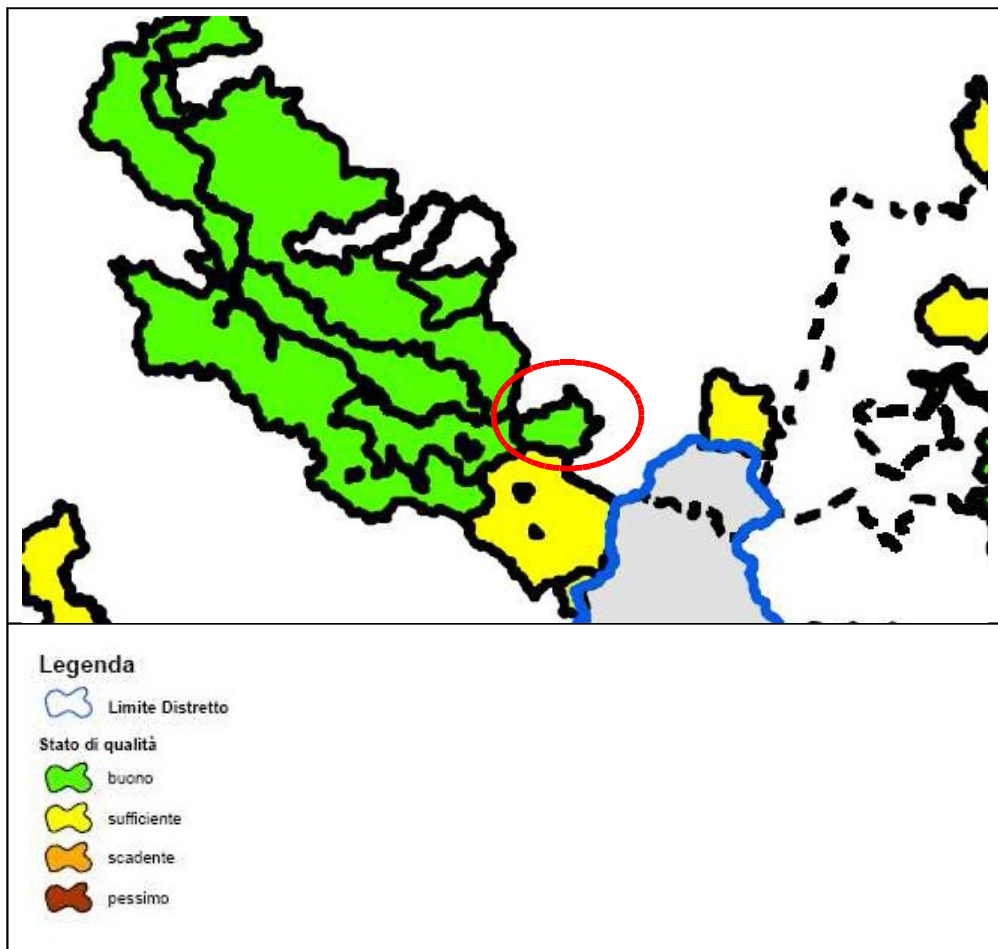 Legenda
Limite Distretto
Stato di qualità
buono
sufficiente
scadente
pessimo